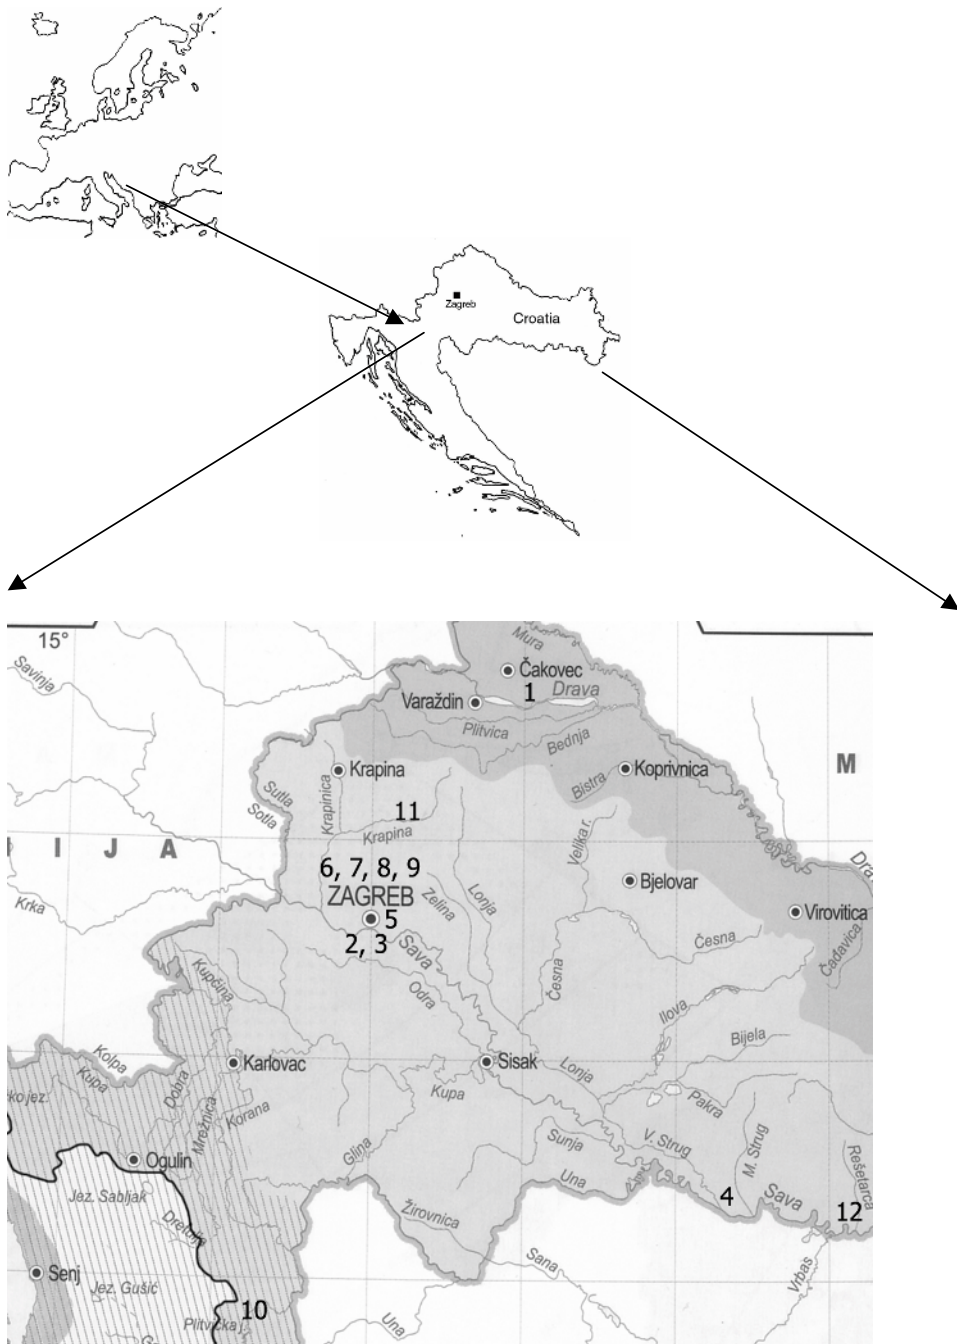 Zagreb
Croatia
15°
Mura
Savinja
Čakovec
1
Drava
Varaždin
Plitvica
Bednja
Krapina
Koprivnica
M
Bistra
Sutla
Sotla
Krapinica
11
Krapina
Velika r.
I J A
6, 7, 8, 9
ZAGREB
5
2, 3
Zelina
Lonja
Bjelovar
Krka
Virovitica
Sava
Česna
Čađavica
Kupčina
Odra
Česna
Ilova
Bijela
Kolpa
Kupa
Karlovac
Sisak
Lonja
Dobra
Kupa
Pakra
ko jez.
Mrežnica
Korana
Glina
Sunja
V. Strug
M. Strug
Rešetarca
Ogulin
Una
4
Sava
12
Jez. Sabljak
Žirovnica
Sana
Senj
Jez. Gušić
Vrbas
10
Una